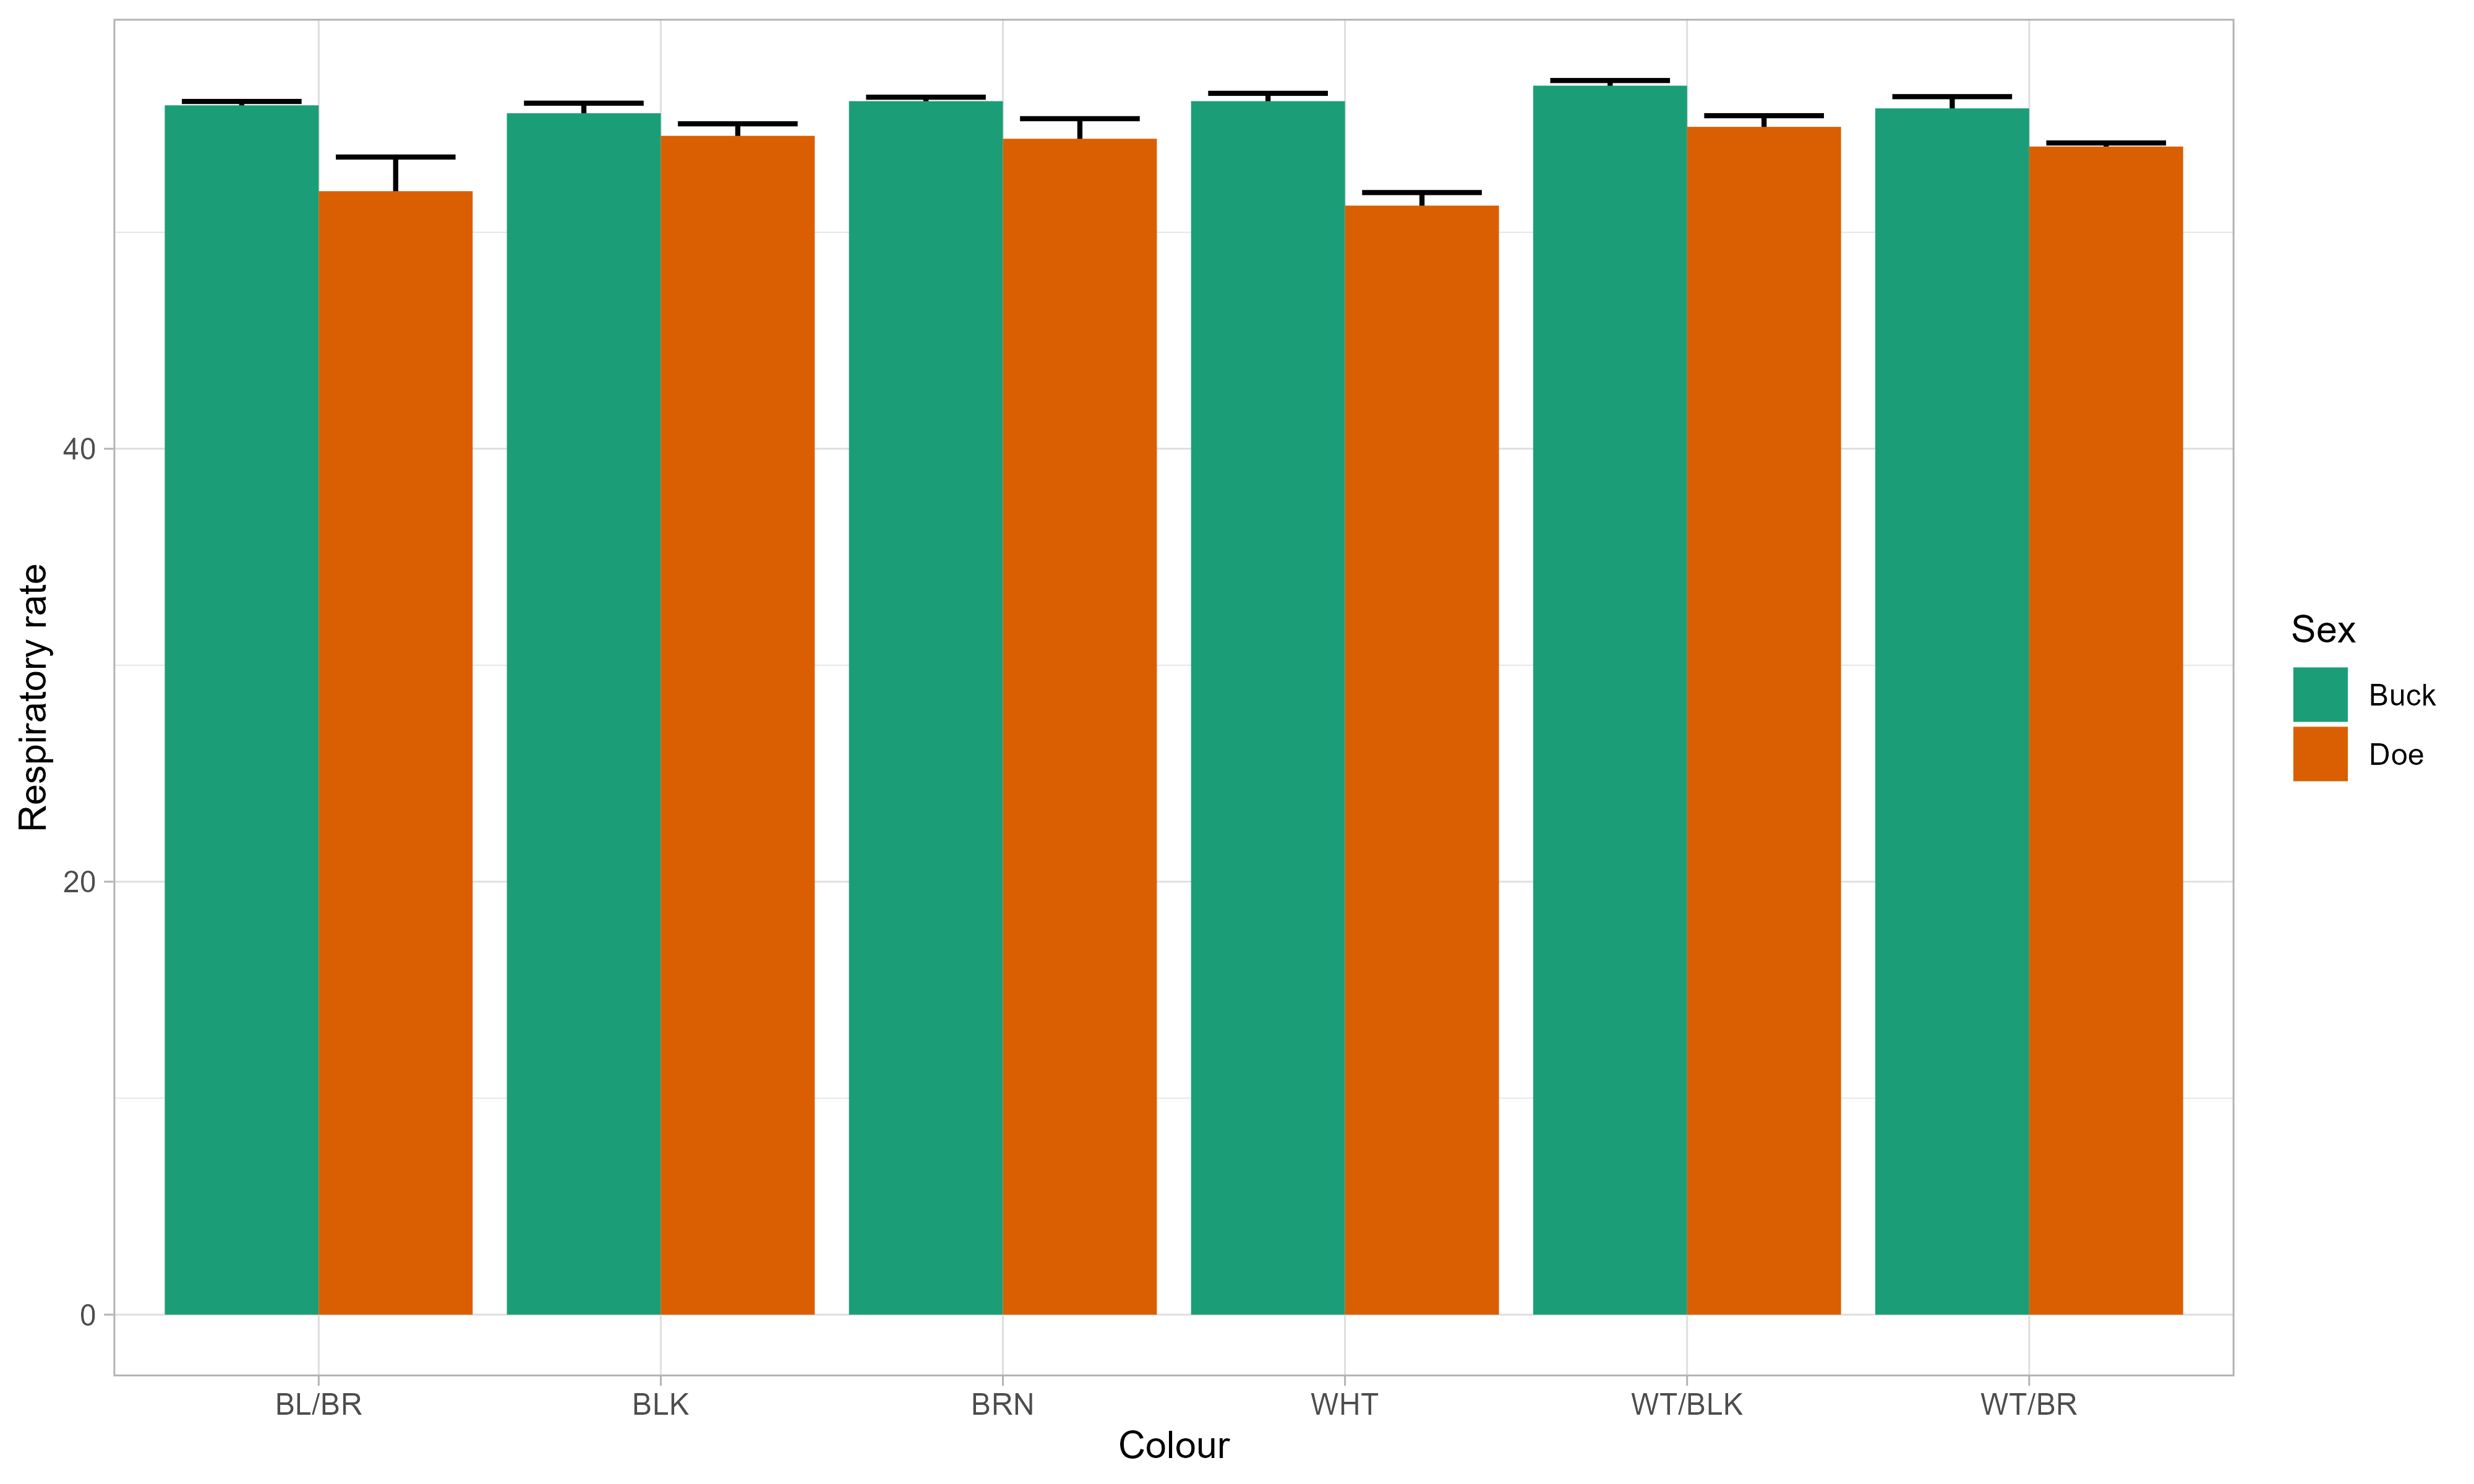 Respiratory rate
40
20
0
BL/BR BLK BRN WHT WT/BLK WT/BR
Colour
Sex
Buck
Doe